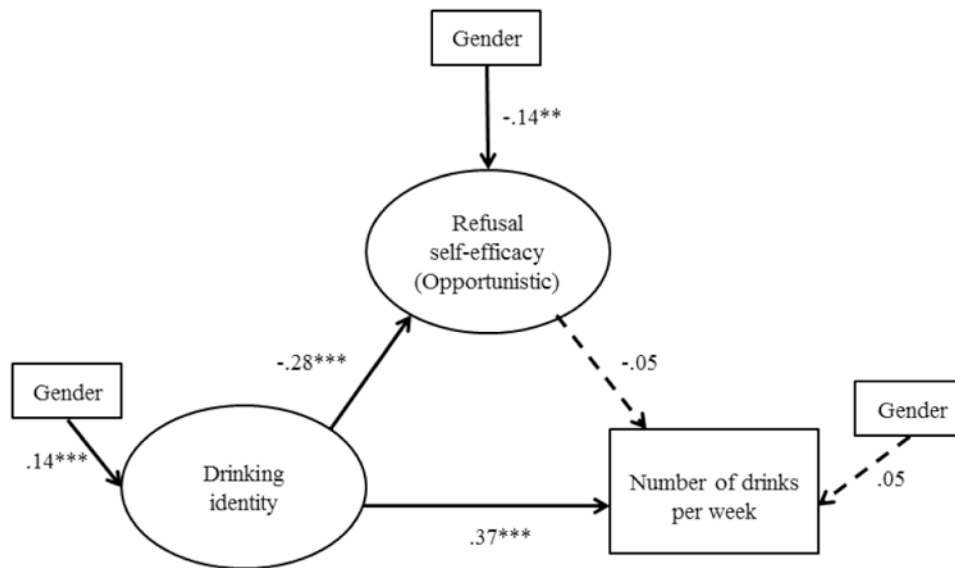 Gender
-.14**
Refusal
self-efficacy
(Opportunistic)
-.28***
-.05
Gender
Gender
.14***
Drinking
identity
Number of drinks
per week
.05
.37***